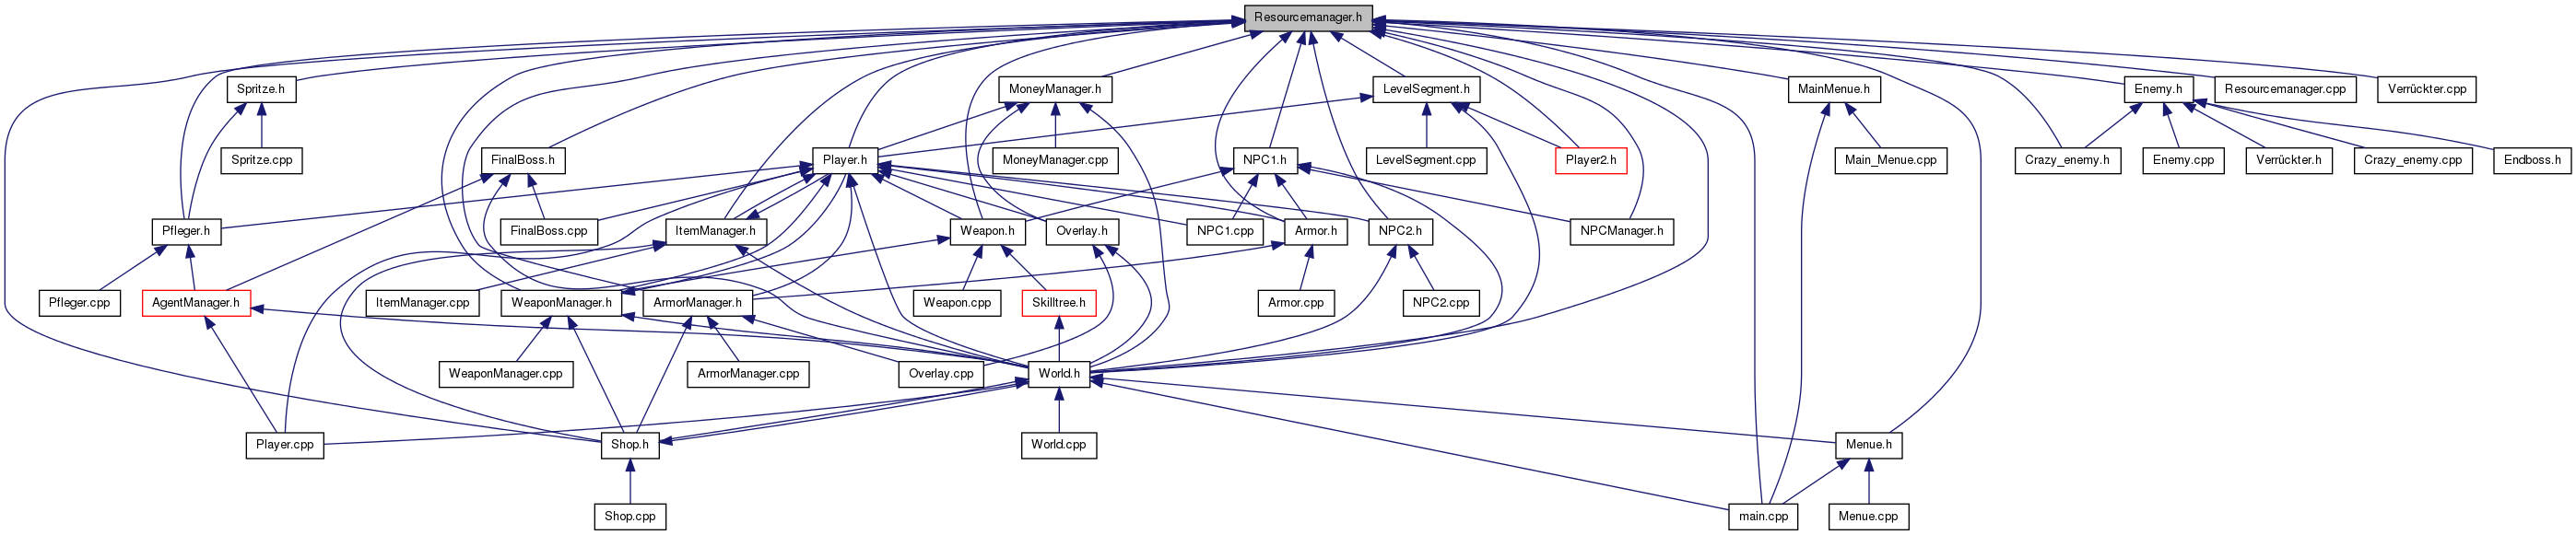 Resourcemanager.h
Spritze.h
MoneyManager.h
LevelSegment.h
MainMenue.h
Enemy.h
Resourcemanager.cpp
Verrückter.cpp
Spritze.cpp
FinalBoss.h
Player.h
MoneyManager.cpp
NPC1.h
LevelSegment.cpp
Player2.h
Main_Menue.cpp
Crazy_enemy.h
Enemy.cpp
Verrückter.h
Crazy_enemy.cpp
Endboss.h
Pfleger.h
FinalBoss.cpp
ItemManager.h
Weapon.h
Overlay.h
NPC1.cpp
Armor.h
NPC2.h
NPCManager.h
Pfleger.cpp
AgentManager.h
ItemManager.cpp
WeaponManager.h
ArmorManager.h
Weapon.cpp
Skilltree.h
Armor.cpp
NPC2.cpp
WeaponManager.cpp
ArmorManager.cpp
Overlay.cpp
World.h
Player.cpp
Shop.h
World.cpp
Menue.h
Shop.cpp
main.cpp
Menue.cpp